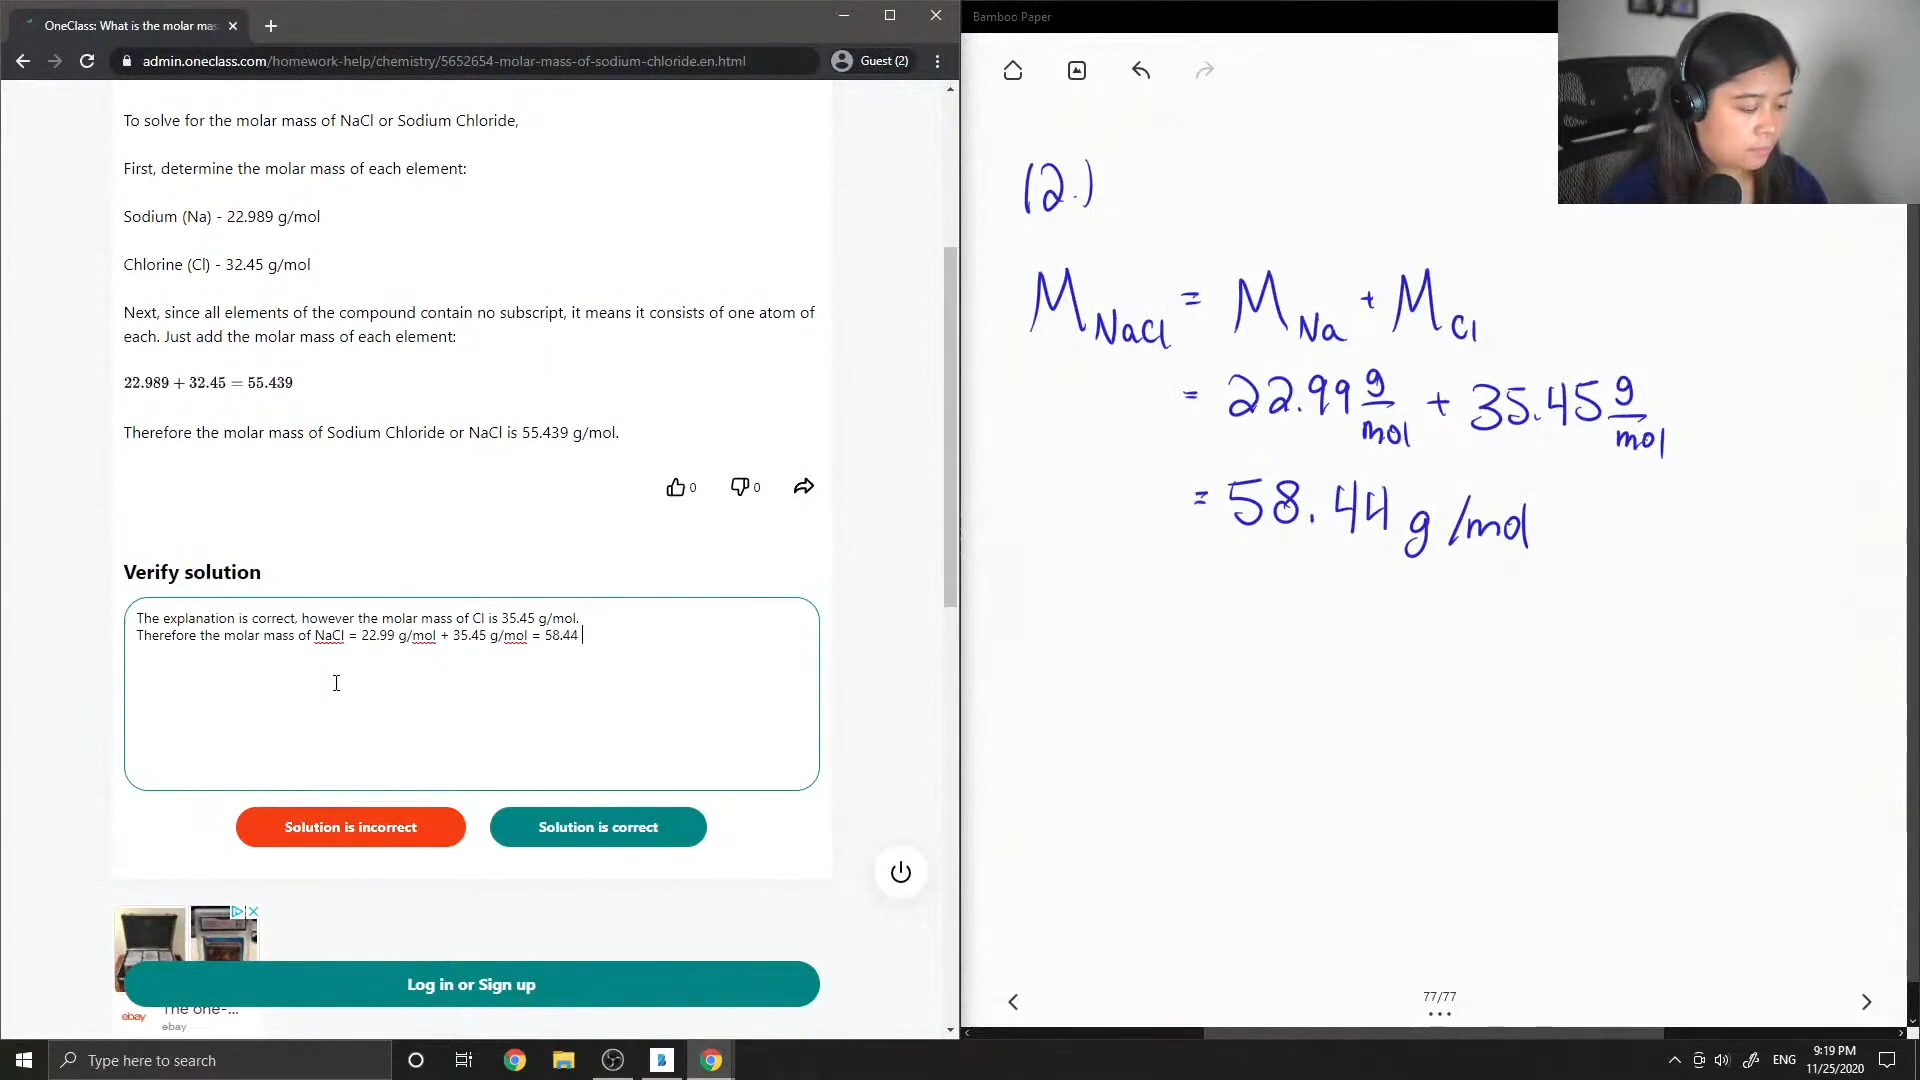 OneClass: What is the molar mas
admin.oneclass.com/homework-help/chemistry/5652654-molar-mass-of-sodium-chloride.en.html
Guest (2)
To solve for the molar mass of NaCl or Sodium Chloride,
First, determine the molar mass of each element:
Sodium (Na) - 22.989 g/mol
Chlorine (Cl) - 32.45 g/mol
Next, since all elements of the compound contain no subscript, it means it consists of one atom of
each. Just add the molar mass of each element:
22.989 + 32.45 = 55.439
Therefore the molar mass of Sodium Chloride or NaCl is 55.439 g/mol.
0
0
Verify solution
The explanation is correct, however the molar mass of Cl is 35.45 g/mol.
Therefore the molar mass of NaCl = 22.99 g/mol + 35.45 g/mol = 58.44
Solution is incorrect
Solution is correct
Log in or Sign up
The one-...
ebay
ebay
Bamboo Paper
(2.)
M NaCl = M Na + M Cl
= 22.99 g/mol + 35.45 g/mol
= 58.44 g/mol
77/77
Type here to search
ENG
9:19 PM
11/25/2020